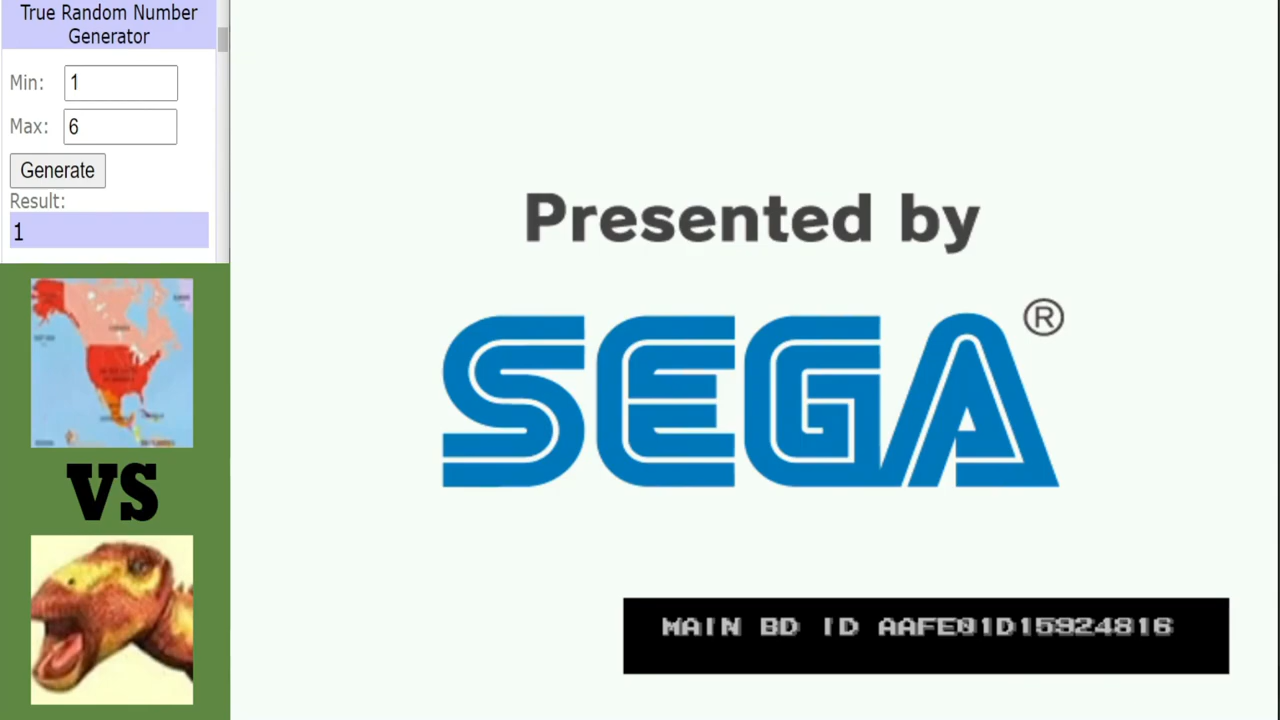 True Random Number
Generator
Min: 1
Max: 6
Generate
Result:
1
VS
Presented by
SEGA®
MAIN BD ID AAFE01D15924816